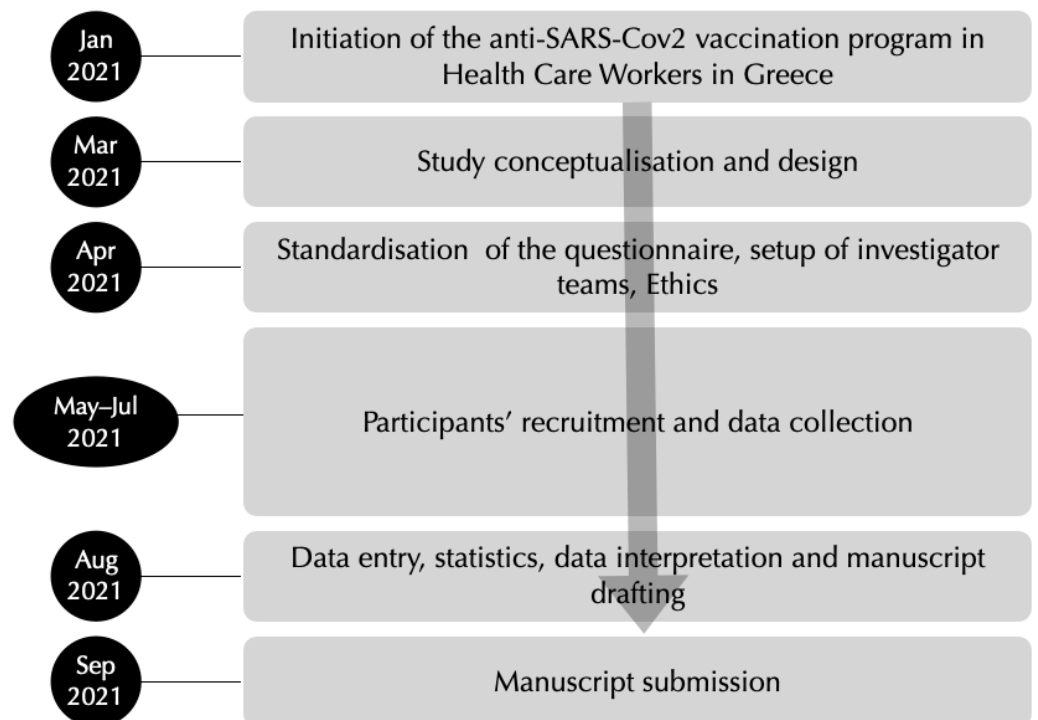 Jan
2021
Initiation of the anti-SARS-Cov2 vaccination program in
Health Care Workers in Greece
Mar
2021
Study conceptualisation and design
Apr
2021
Standardisation of the questionnaire, setup of investigator
teams, Ethics
May–Jul
2021
Participants’ recruitment and data collection
Aug
2021
Data entry, statistics, data interpretation and manuscript
drafting
Sep
2021
Manuscript submission